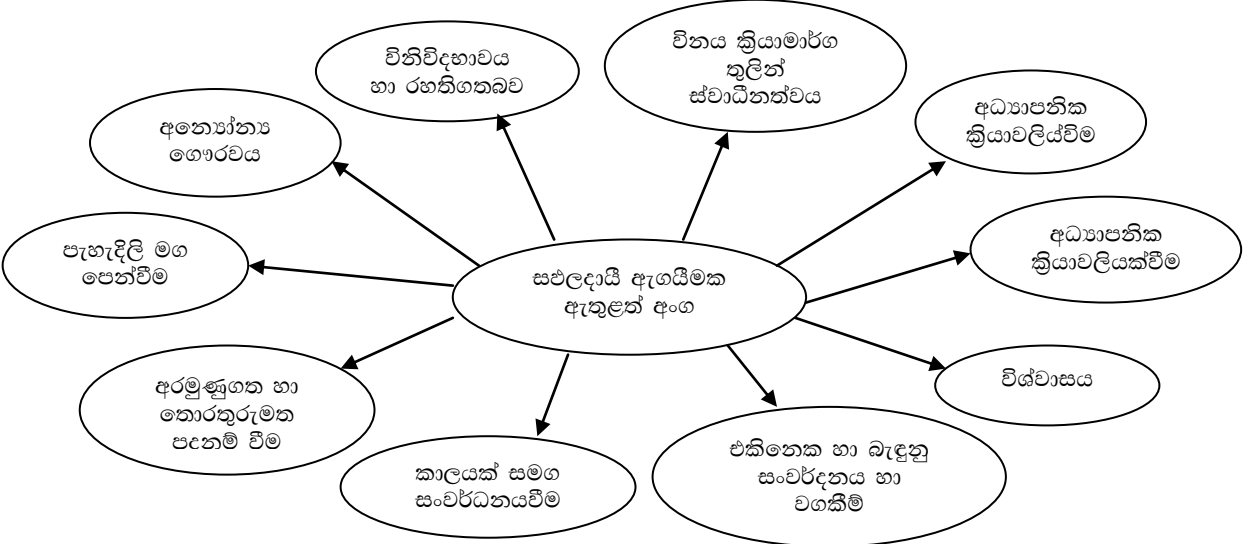 විනිවිදභාවය
හා රහතිගතබව
විනය ක්‍රියාමාර්ග
තුලින්
ස්වාධීනත්වය
අධ්‍යාපනික
ක්‍රියාවලිය්විම
අන්‍යෝන්‍ය
ගෞරවය
අධ්‍යාපනික
ක්‍රියාවලියක්වීම
පැහැදිලි මග
පෙන්වීම
සඵලදායී ඇගයීමක
ඇතුළත් අංග
විශ්වාසය
අරමුණුගත හා
තොරතුරුමත
පදනම් වීම
කාලයක් සමග
සංවර්ධනයවීම
එකිනෙක හා බැඳුනු
සංවර්දනය හා
වගකීම්